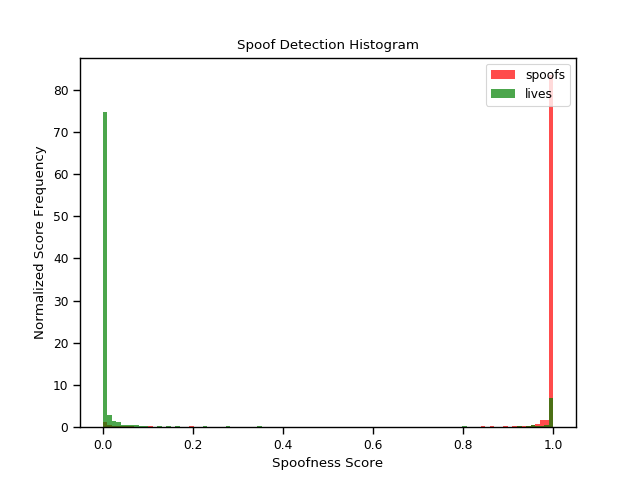 Spoof Detection Histogram
spoofs
lives
Normalized Score Frequency
80
70
60
50
40
30
20
10
0
0.0 0.2 0.4 0.6 0.8 1.0
Spoofness Score